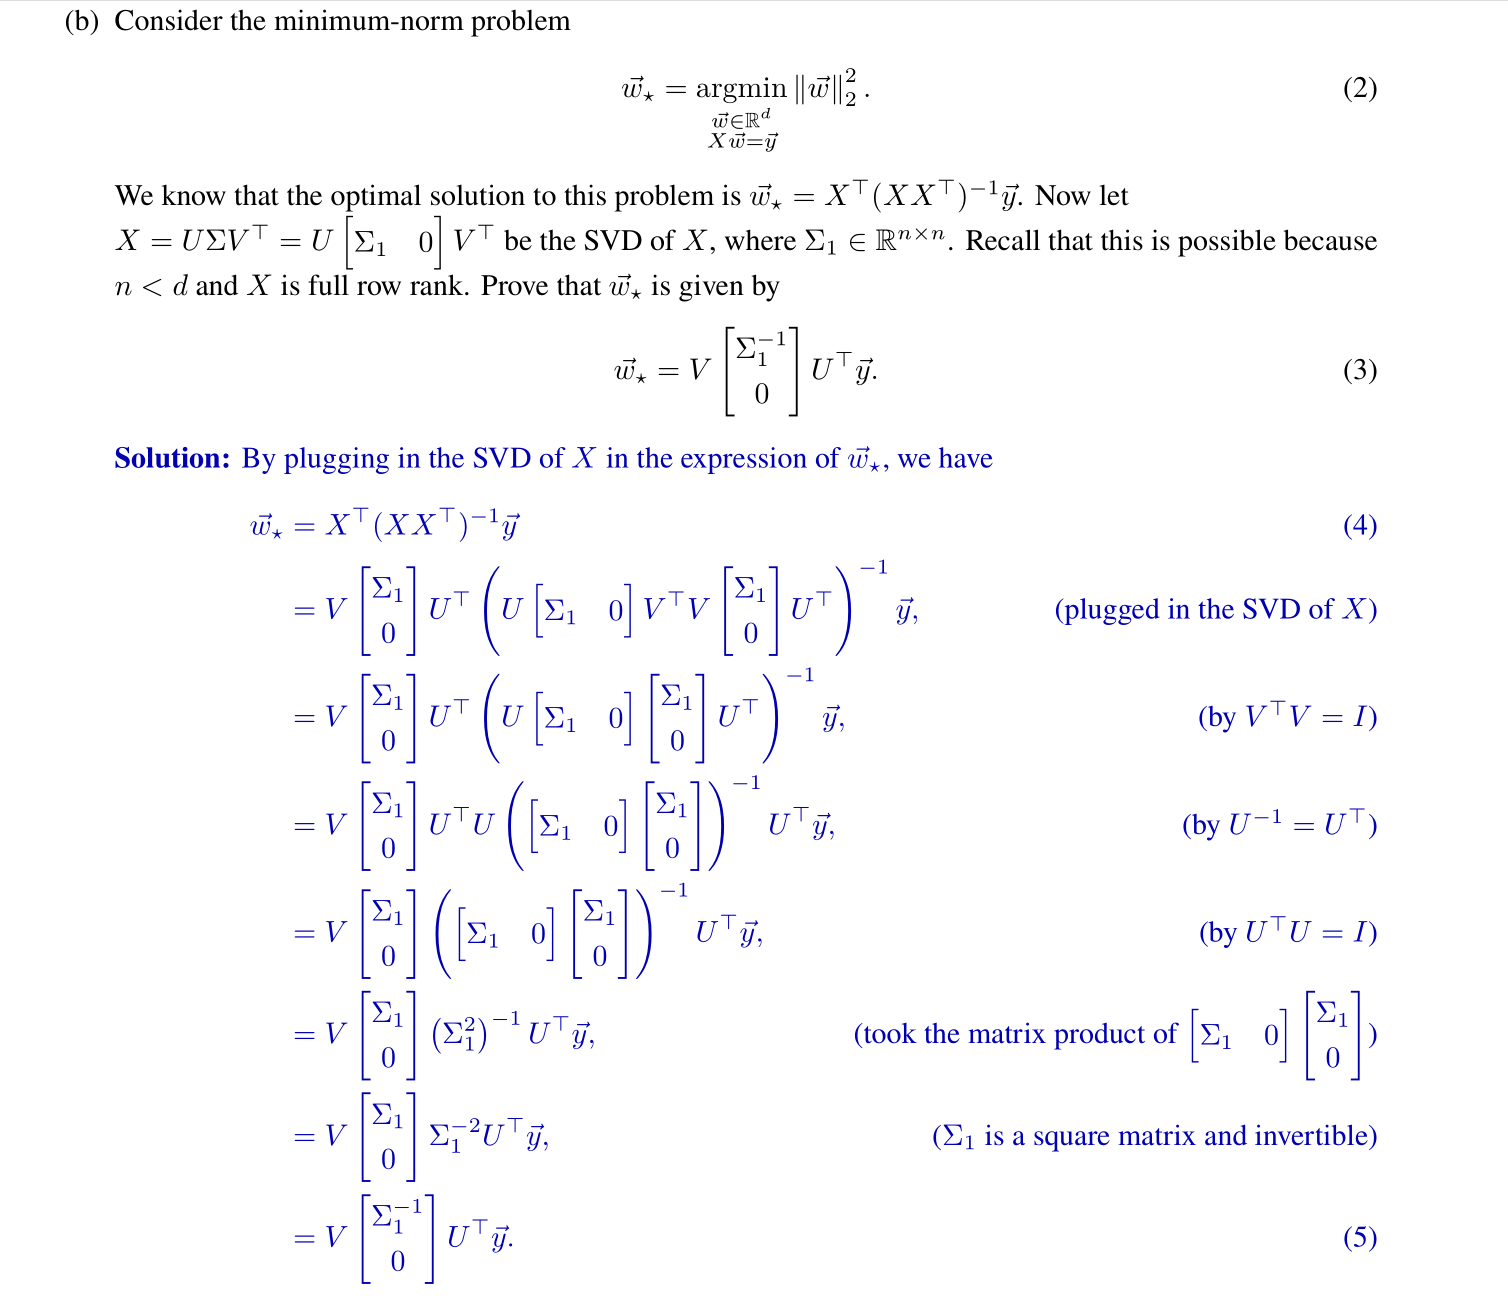 (b) Consider the minimum-norm problem
$\vec{w}_\star = \underset{\substack{\vec{w} \in \mathbb{R}^d \\ X\vec{w} = \vec{y}}}{\operatorname{argmin}} \|\vec{w}\|_2^2 .$ (2)
We know that the optimal solution to this problem is $\vec{w}_\star = X^\top (XX^\top)^{-1}\vec{y}$. Now let
$X = U\Sigma V^\top = U \begin{bmatrix} \Sigma_1 & 0 \end{bmatrix} V^\top$ be the SVD of $X$, where $\Sigma_1 \in \mathbb{R}^{n \times n}$. Recall that this is possible because
$n < d$ and $X$ is full row rank. Prove that $\vec{w}_\star$ is given by
$\vec{w}_\star = V \begin{bmatrix} \Sigma_1^{-1} \\ 0 \end{bmatrix} U^\top \vec{y}.$ (3)
Solution: By plugging in the SVD of $X$ in the expression of $\vec{w}_\star$, we have
$\vec{w}_\star = X^\top (XX^\top)^{-1}\vec{y}$ (4)
$= V \begin{bmatrix} \Sigma_1 \\ 0 \end{bmatrix} U^\top \left( U \begin{bmatrix} \Sigma_1 & 0 \end{bmatrix} V^\top V \begin{bmatrix} \Sigma_1 \\ 0 \end{bmatrix} U^\top \right)^{-1} \vec{y},$ (plugged in the SVD of $X$)
$= V \begin{bmatrix} \Sigma_1 \\ 0 \end{bmatrix} U^\top \left( U \begin{bmatrix} \Sigma_1 & 0 \end{bmatrix} \begin{bmatrix} \Sigma_1 \\ 0 \end{bmatrix} U^\top \right)^{-1} \vec{y},$ (by $V^\top V = I$)
$= V \begin{bmatrix} \Sigma_1 \\ 0 \end{bmatrix} U^\top U \left( \begin{bmatrix} \Sigma_1 & 0 \end{bmatrix} \begin{bmatrix} \Sigma_1 \\ 0 \end{bmatrix} \right)^{-1} U^\top \vec{y},$ (by $U^{-1} = U^\top$)
$= V \begin{bmatrix} \Sigma_1 \\ 0 \end{bmatrix} \left( \begin{bmatrix} \Sigma_1 & 0 \end{bmatrix} \begin{bmatrix} \Sigma_1 \\ 0 \end{bmatrix} \right)^{-1} U^\top \vec{y},$ (by $U^\top U = I$)
$= V \begin{bmatrix} \Sigma_1 \\ 0 \end{bmatrix} \left( \Sigma_1^2 \right)^{-1} U^\top \vec{y},$ (took the matrix product of $\begin{bmatrix} \Sigma_1 & 0 \end{bmatrix} \begin{bmatrix} \Sigma_1 \\ 0 \end{bmatrix}$)
$= V \begin{bmatrix} \Sigma_1 \\ 0 \end{bmatrix} \Sigma_1^{-2} U^\top \vec{y},$ ($\Sigma_1$ is a square matrix and invertible)
$= V \begin{bmatrix} \Sigma_1^{-1} \\ 0 \end{bmatrix} U^\top \vec{y}.$ (5)